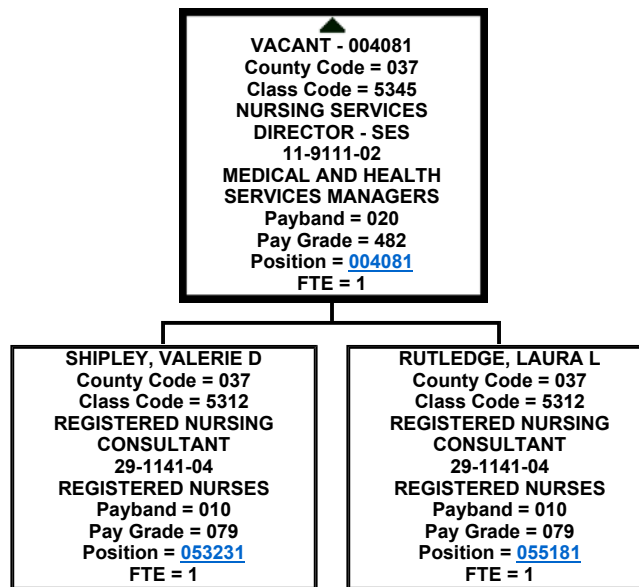 VACANT - 004081
County Code = 037
Class Code = 5345
NURSING SERVICES
DIRECTOR - SES
11-9111-02
MEDICAL AND HEALTH
SERVICES MANAGERS
Payband = 020
Pay Grade = 482
Position = 004081
FTE = 1
SHIPLEY, VALERIE D
County Code = 037
Class Code = 5312
REGISTERED NURSING
CONSULTANT
29-1141-04
REGISTERED NURSES
Payband = 010
Pay Grade = 079
Position = 053231
FTE = 1
RUTLEDGE, LAURA L
County Code = 037
Class Code = 5312
REGISTERED NURSING
CONSULTANT
29-1141-04
REGISTERED NURSES
Payband = 010
Pay Grade = 079
Position = 055181
FTE = 1